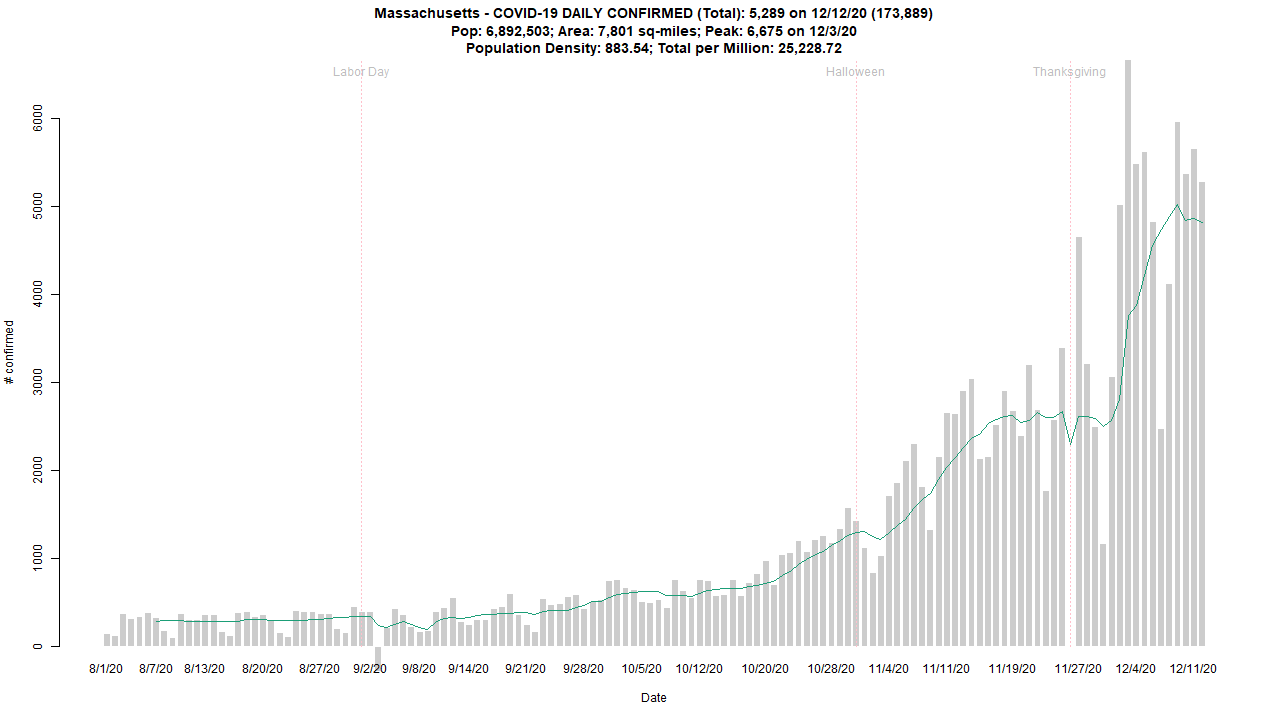 Massachusetts - COVID-19 DAILY CONFIRMED (Total): 5,289 on 12/12/20 (173,889)
Pop: 6,892,503; Area: 7,801 sq-miles; Peak: 6,675 on 12/3/20
Population Density: 883.54; Total per Million: 25,228.72
Labor Day Halloween Thanksgiving
6000
5000
4000
3000
2000
1000
0
# confirmed
8/1/20 8/7/20 8/13/20 8/20/20 8/27/20 9/2/20 9/8/20 9/14/20 9/21/20 9/28/20 10/5/20 10/12/20 10/20/20 10/28/20 11/4/20 11/11/20 11/19/20 11/27/20 12/4/20 12/11/20
Date